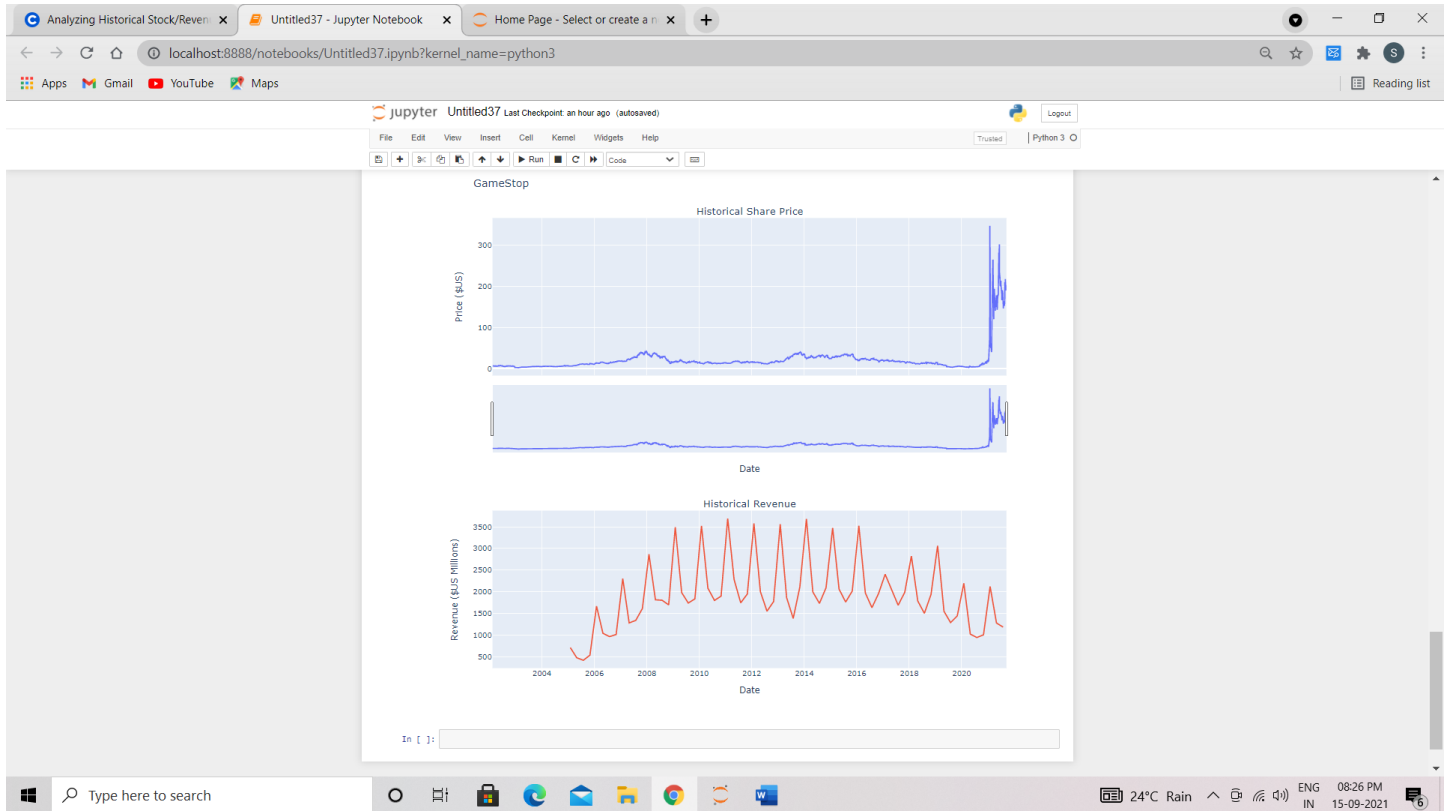 Analyzing Historical Stock/Reven
Untitled37 - Jupyter Notebook
Home Page - Select or create a n
localhost:8888/notebooks/Untitled37.ipynb?kernel_name=python3
S
Apps Gmail YouTube Maps
Reading list
jupyter Untitled37 Last Checkpoint: an hour ago (autosaved)
Logout
File Edit View Insert Cell Kernel Widgets Help
Trusted
Python 3
Run
Code
GameStop
Historical Share Price
Price ($US)
300
200
100
0
Date
Historical Revenue
Revenue ($US Millions)
3500
3000
2500
2000
1500
1000
500
2004 2006 2008 2010 2012 2014 2016 2018 2020
Date
In [ ]:
Type here to search
24°C Rain
ENG
IN
08:26 PM
15-09-2021
6